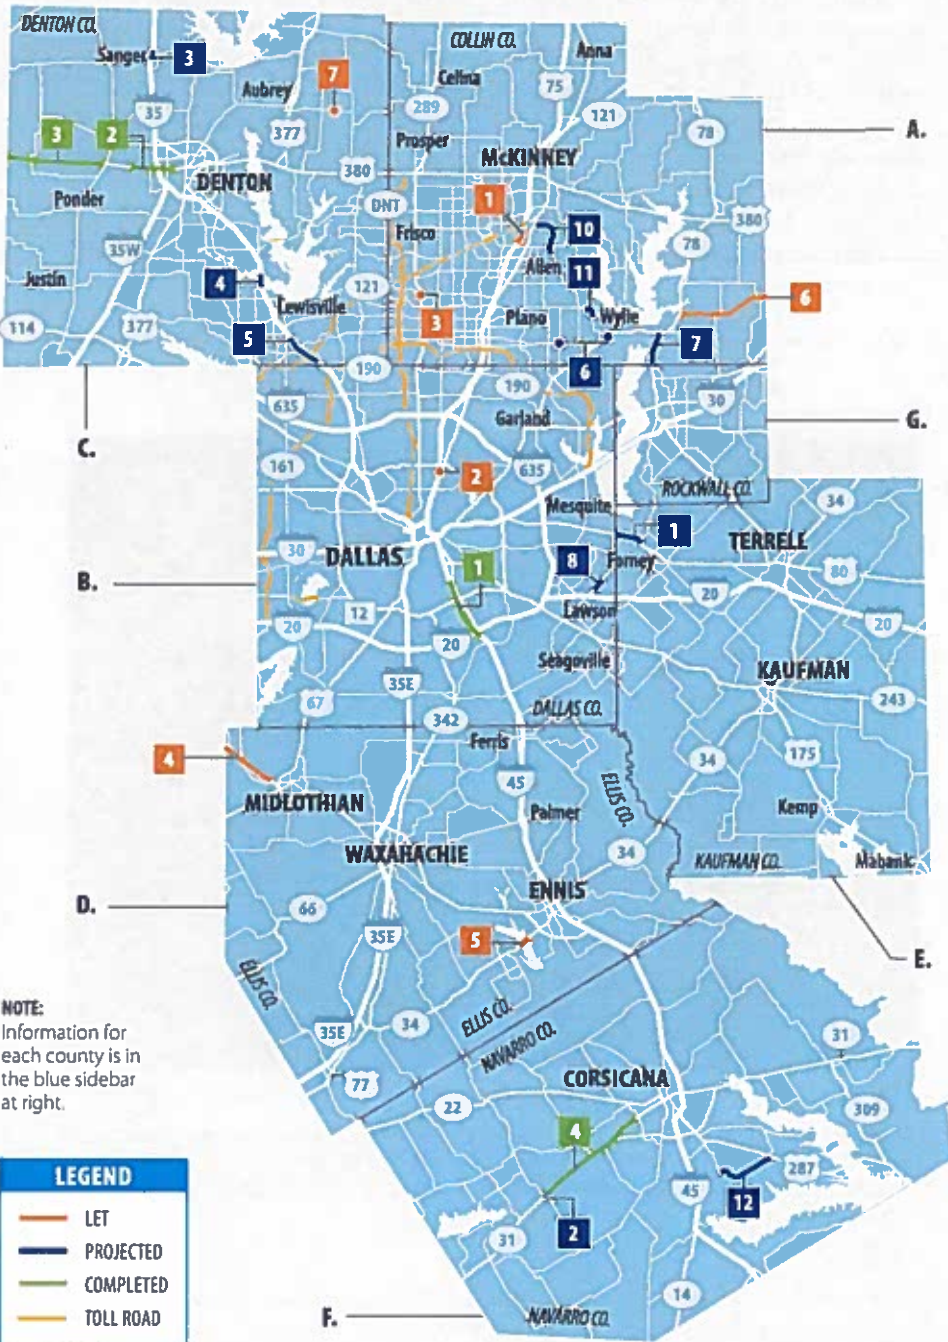 DENTON CO.
COLLIN CO.
Sanger
3
Anna
Celina
7
Aubrey
75
35
289
121
3
2
377
78
A.
Prosper
McKINNEY
380
DENTON
1
Ponder
DNT
380
Frisco
10
35W
78
Allen
11
Justin
4
121
6
Lewisville
3
Plano
Wylie
114
377
5
7
190
6
190
30
635
Garland
G.
C.
161
2
635
ROCKWALL CO.
34
Mesquite
1
TERRELL
30
DALLAS
8
Forney
80
1
B.
20
12
Lawson
20
20
20
Seagoville
KAUFMAN
35E
67
DALLAS CO.
243
342
Ferris
4
34
175
45
ELLIS CO.
MIDLOTHIAN
Palmer
Kemp
WAXAHACHIE
34
KAUFMAN CO.
Mabank
ENNIS
D.
66
35E
5
E.
ELLIS CO.
ELLIS CO.
NAVARRO CO.
NOTE:
Information for
each county is in
the blue sidebar
at right.
35E
34
31
77
CORSICANA
22
309
4
LEGEND
LET
PROJECTED
COMPLETED
TOLL ROAD
287
45
12
2
31
14
F.
NAVARRO CO.